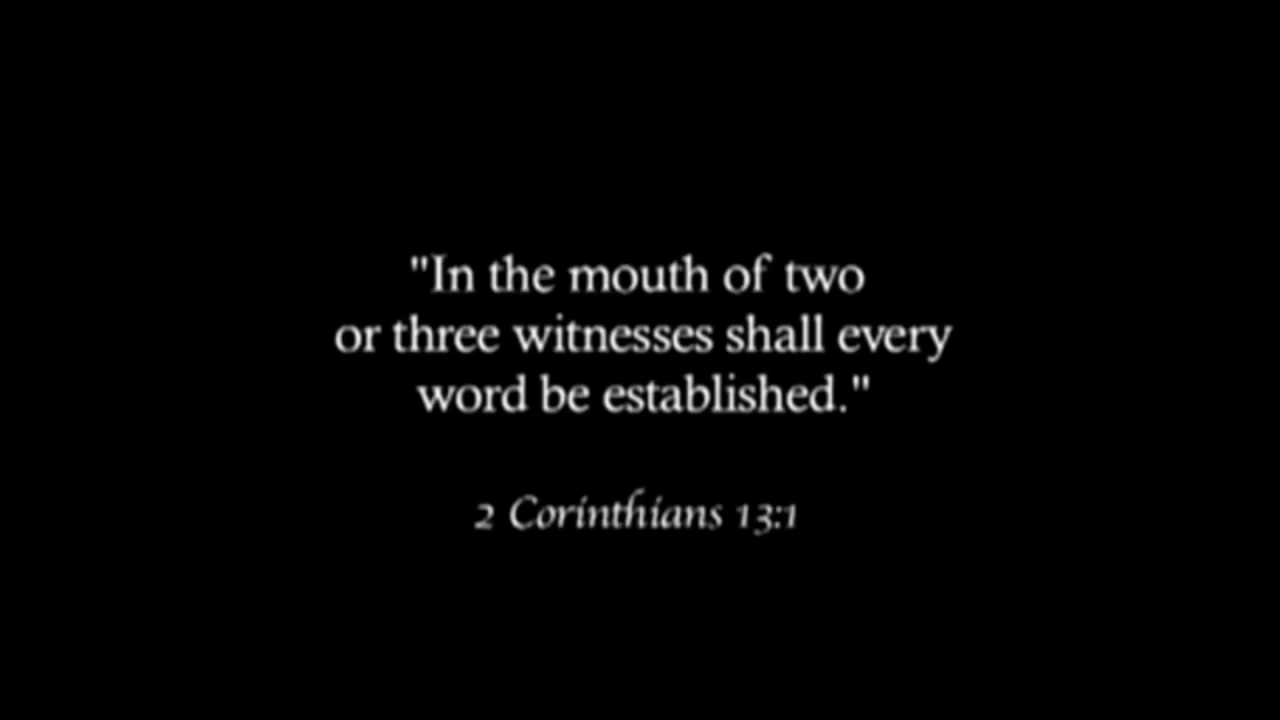 "In the mouth of two
or three witnesses shall every
word be established."
2 Corinthians 13:1